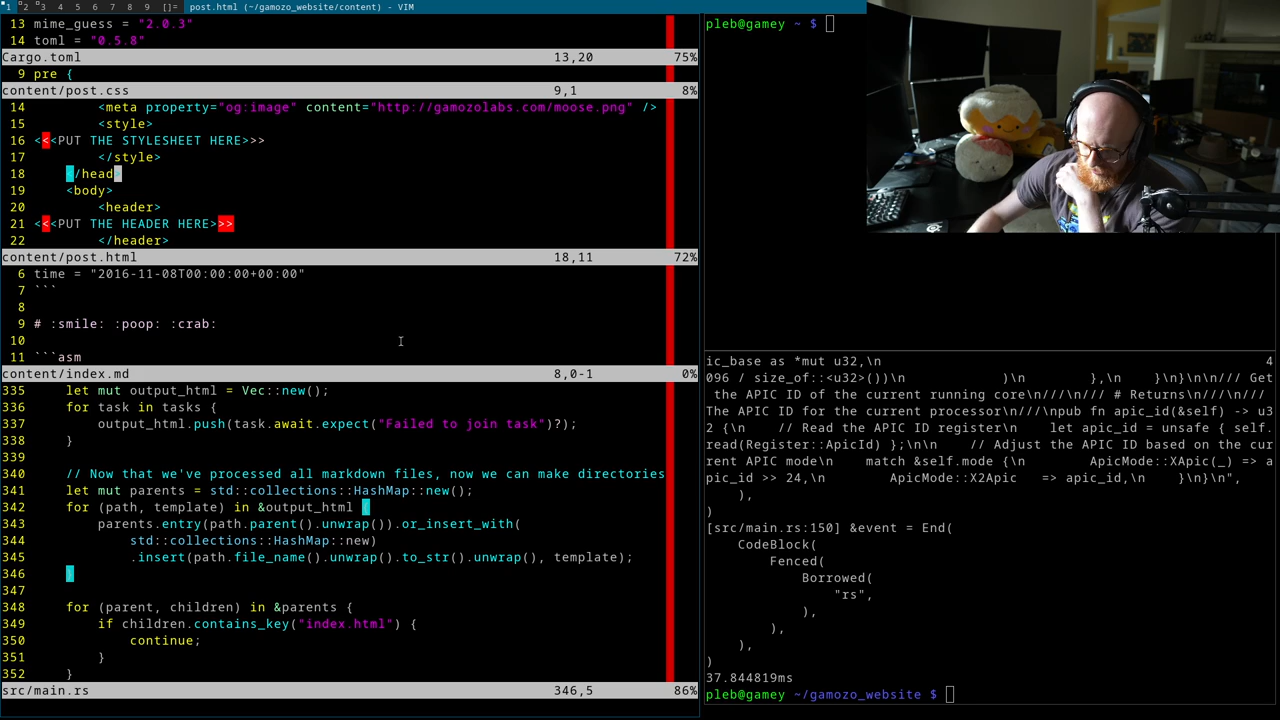 1 2 3 4 5 6 7 8 9 []= post.html (~/gamozo_website/content) - VIM
13 mime_guess = "2.0.3"
14 toml = "0.5.8"
Cargo.toml 13,20 75%
9 pre {
content/post.css 9,1 8%
14 <meta property="og:image" content="http://gamozolabs.com/moose.png" />
15 <style>
16 <<<PUT THE STYLESHEET HERE>>>
17 </style>
18 </head>
19 <body>
20 <header>
21 <<<PUT THE HEADER HERE>>>
22 </header>
content/post.html 18,11 72%
6 time = "2016-11-08T00:00:00+00:00"
7 ```
8
9 # :smile: :poop: :crab:
10
11 ```asm
content/index.md 8,0-1 0%
335 let mut output_html = Vec::new();
336 for task in tasks {
337 output_html.push(task.await.expect("Failed to join task")?);
338 }
339
340 // Now that we've processed all markdown files, now we can make directories
341 let mut parents = std::collections::HashMap::new();
342 for (path, template) in &output_html {
343 parents.entry(path.parent().unwrap()).or_insert_with(
344 std::collections::HashMap::new)
345 .insert(path.file_name().unwrap().to_str().unwrap(), template);
346 }
347
348 for (parent, children) in &parents {
349 if children.contains_key("index.html") {
350 continue;
351 }
352 }
src/main.rs 346,5 86%
pleb@gamey ~ $
ic_base as *mut u32,\n 4
096 / size_of::<u32>())\n )\n },\n }\n}\n\n/// Get
the APIC ID of the current running core\n///\n/// # Returns\n///\n///
The APIC ID for the current processor\n///\npub fn apic_id(&self) -> u3
2 {\n // Read the APIC ID register\n let apic_id = unsafe { self.
read(Register::ApicId) };\n\n // Adjust the APIC ID based on the cur
rent APIC mode\n match &self.mode {\n ApicMode::XApic(_) => a
pic_id >> 24,\n ApicMode::X2Apic => apic_id,\n }\n}\n",
),
)
[src/main.rs:150] &event = End(
CodeBlock(
Fenced(
Borrowed(
"rs",
),
),
),
)
37.844819ms
pleb@gamey ~/gamozo_website $